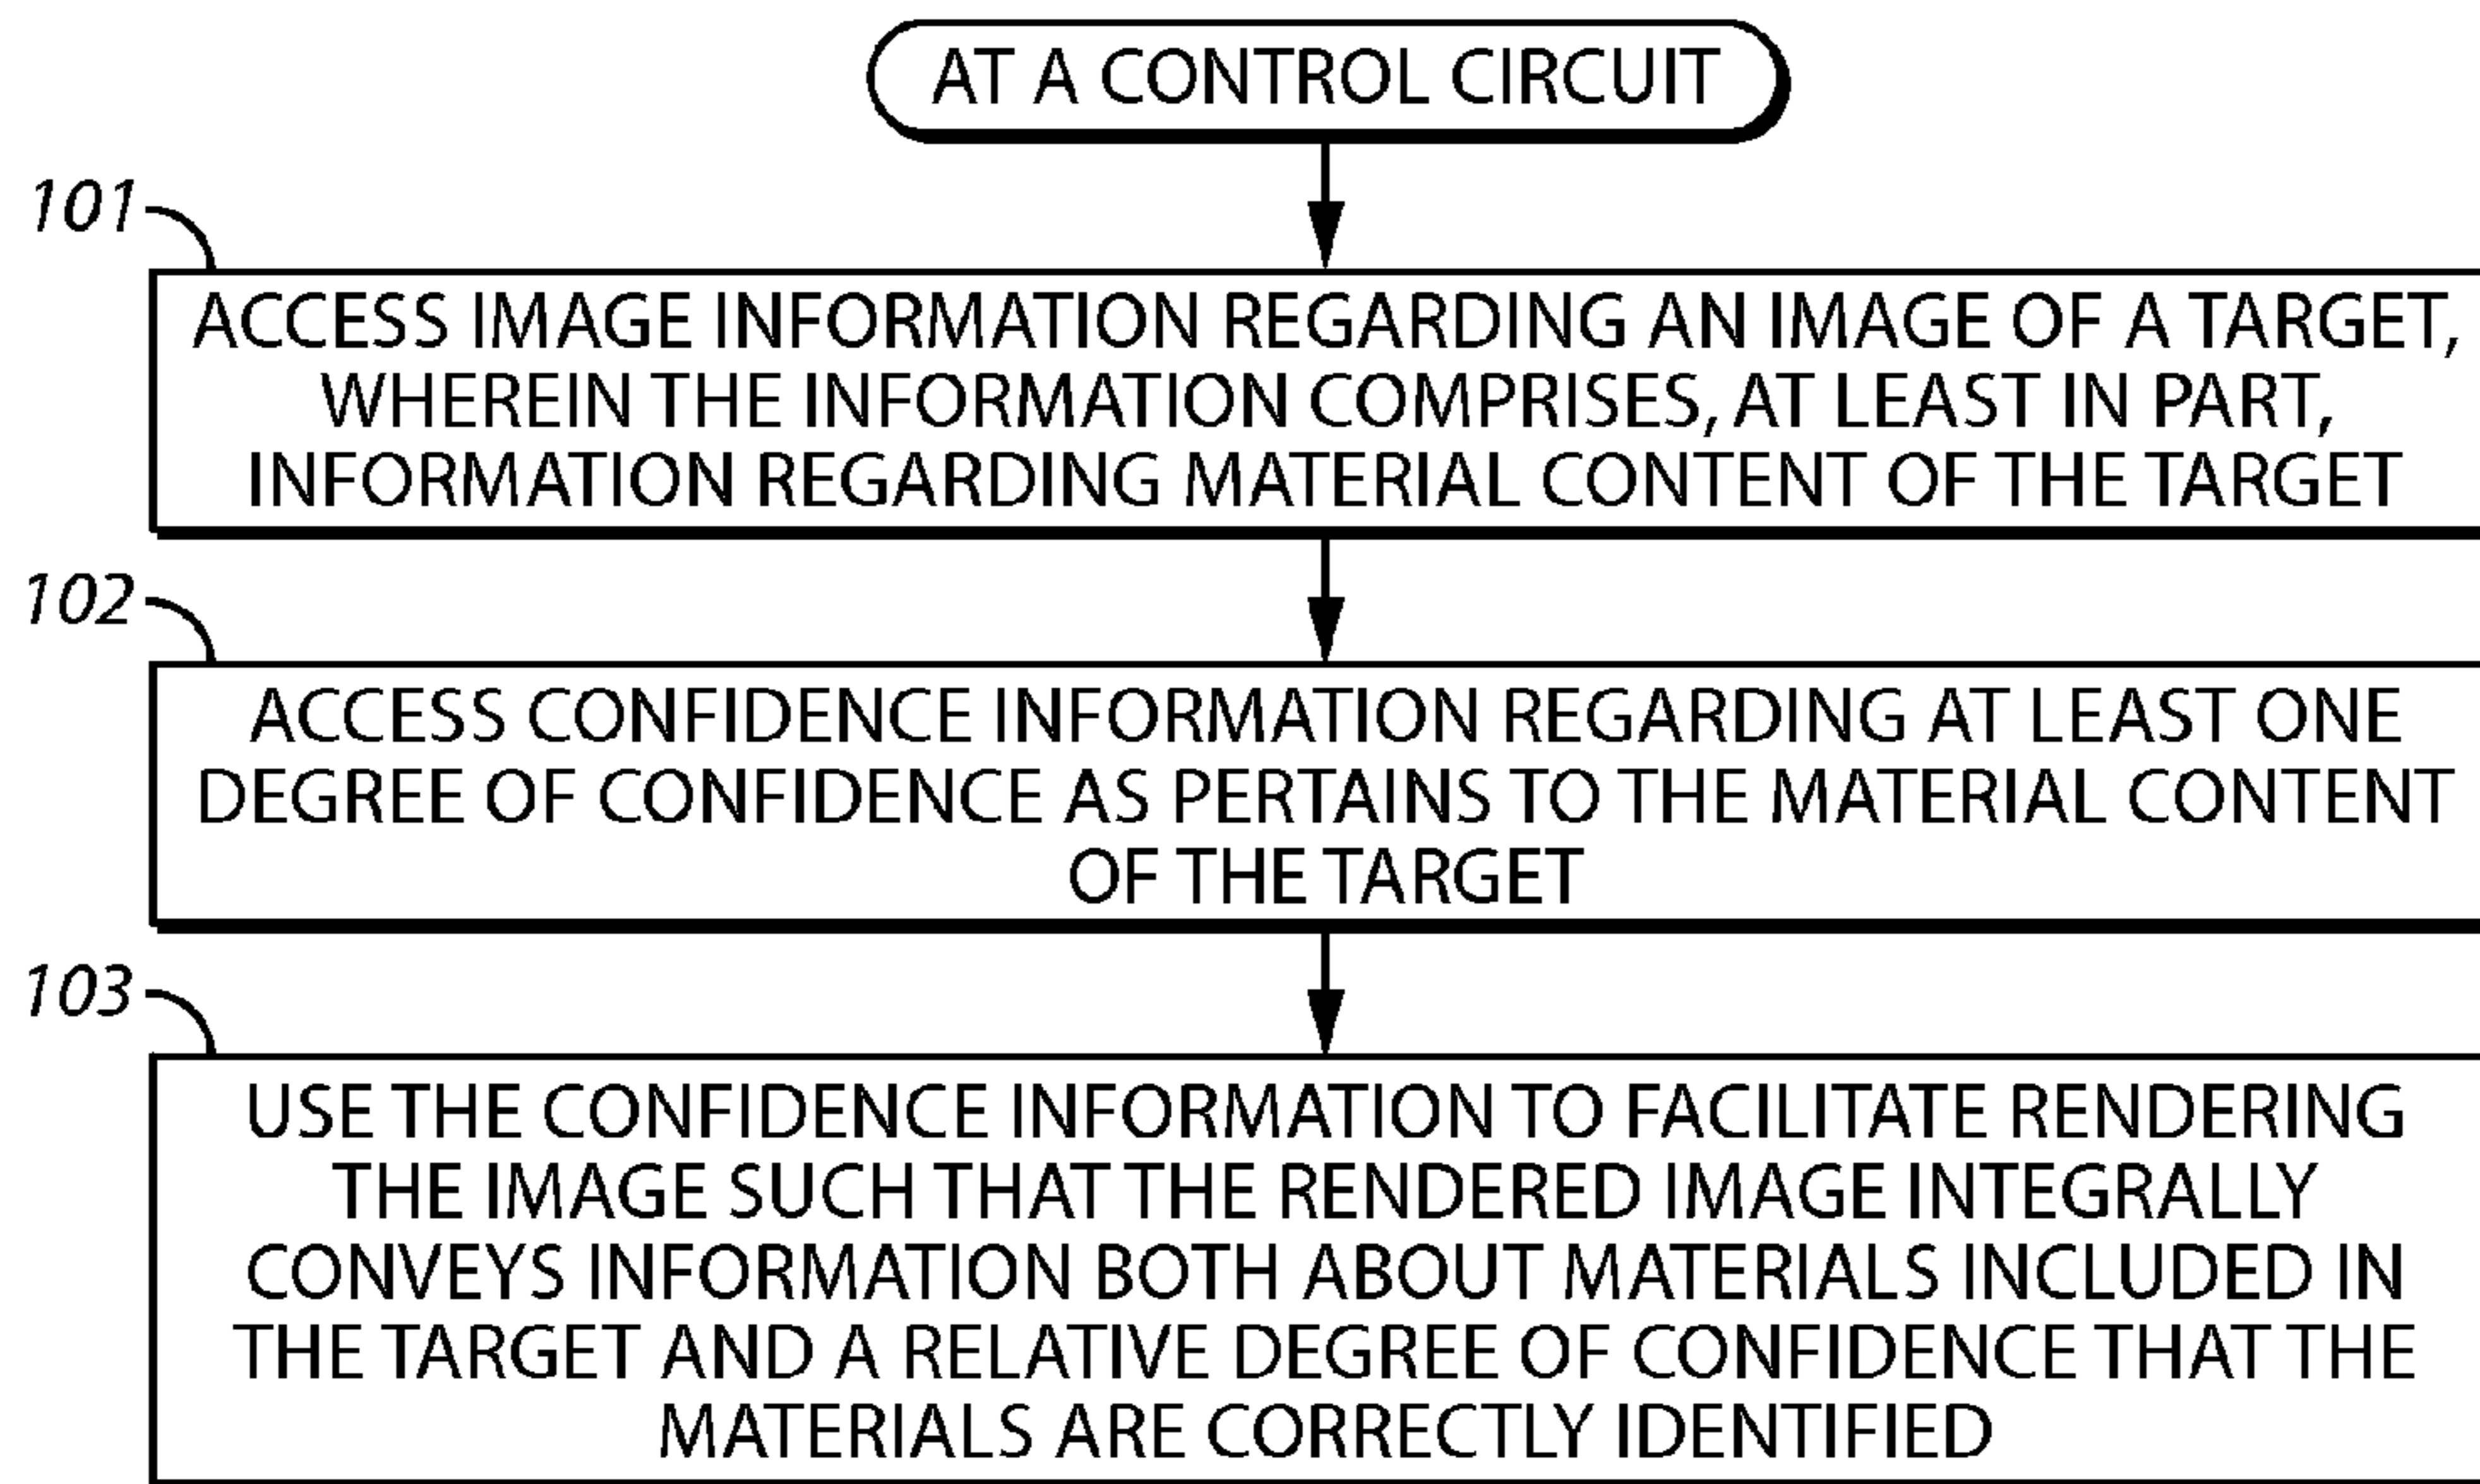 AT A CONTROL CIRCUIT
101
ACCESS IMAGE INFORMATION REGARDING AN IMAGE OF A TARGET,
WHEREIN THE INFORMATION COMPRISES, AT LEAST IN PART,
INFORMATION REGARDING MATERIAL CONTENT OF THE TARGET
102
ACCESS CONFIDENCE INFORMATION REGARDING AT LEAST ONE
DEGREE OF CONFIDENCE AS PERTAINS TO THE MATERIAL CONTENT
OF THE TARGET
103
USE THE CONFIDENCE INFORMATION TO FACILITATE RENDERING
THE IMAGE SUCH THAT THE RENDERED IMAGE INTEGRALLY
CONVEYS INFORMATION BOTH ABOUT MATERIALS INCLUDED IN
THE TARGET AND A RELATIVE DEGREE OF CONFIDENCE THAT THE
MATERIALS ARE CORRECTLY IDENTIFIED